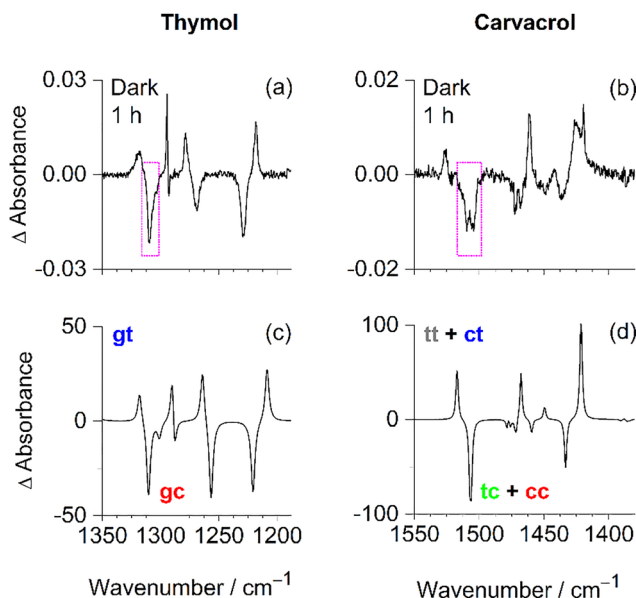 Thymol
Carvacrol
Dark
1 h
(a)
0.03
0.00
-0.03
Δ Absorbance
Dark
1 h
(b)
0.02
0.00
-0.02
gt
(c)
50
0
-50
gc
Δ Absorbance
1350 1300 1250 1200
Wavenumber / cm⁻¹
tt + ct
(d)
100
0
-100
tc + cc
1550 1500 1450 1400
Wavenumber / cm⁻¹